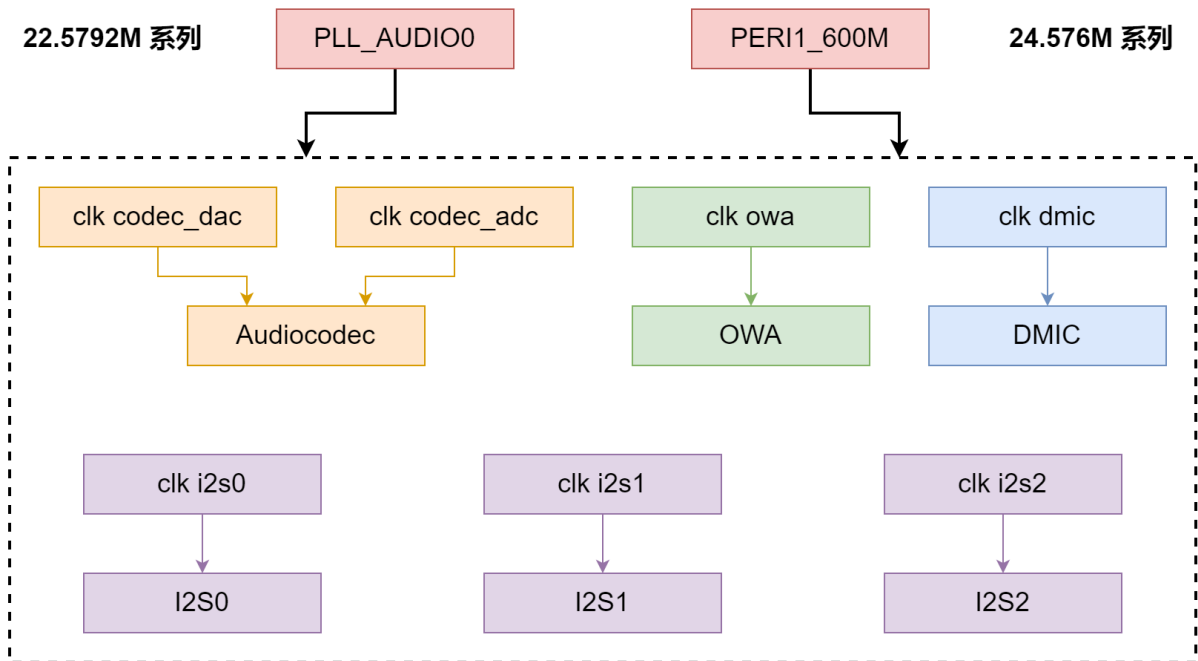 22.5792M 系列
PLL_AUDIO0
PERI1_600M
24.576M 系列
clk codec_dac
clk codec_adc
clk owa
clk dmic
Audiocodec
OWA
DMIC
clk i2s0
clk i2s1
clk i2s2
I2S0
I2S1
I2S2